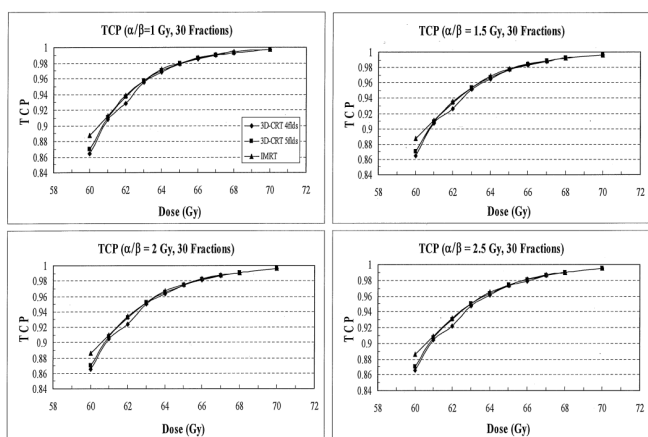 TCP (α/β=1 Gy, 30 Fractions)
1
0.98
0.96
0.94
0.92
0.9
0.88
0.86
0.84
T C P
3D-CRT 4flds
3D-CRT 5flds
IMRT
58 60 62 64 66 68 70 72
Dose (Gy)
TCP (α/β = 1.5 Gy, 30 Fractions)
1
0.98
0.96
0.94
0.92
0.9
0.88
0.86
0.84
T C P
58 60 62 64 66 68 70 72
Dose (Gy)
TCP (α/β = 2 Gy, 30 Fractions)
1
0.98
0.96
0.94
0.92
0.9
0.88
0.86
0.84
T C P
58 60 62 64 66 68 70 72
Dose (Gy)
TCP (α/β = 2.5 Gy, 30 Fractions)
1
0.98
0.96
0.94
0.92
0.9
0.88
0.86
0.84
T C P
58 60 62 64 66 68 70 72
Dose (Gy)